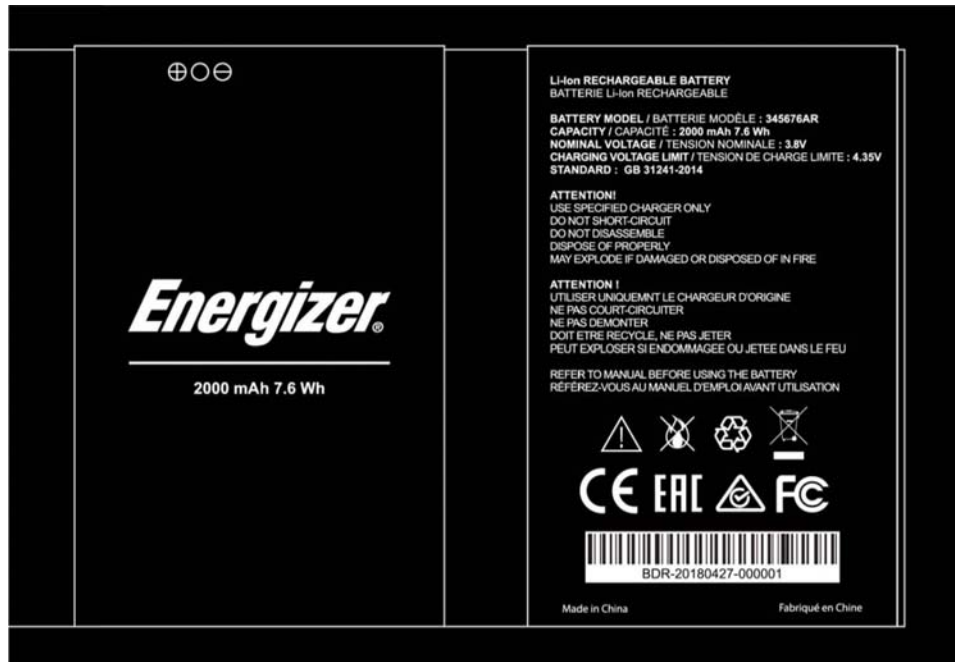 Energizer®
2000 mAh 7.6 Wh
Li-Ion RECHARGEABLE BATTERY
BATTERIE Li-Ion RECHARGEABLE
BATTERY MODEL / BATTERIE MODÈLE : 345676AR
CAPACITY / CAPACITÉ : 2000 mAh 7.6 Wh
NOMINAL VOLTAGE / TENSION NOMINALE : 3.8V
CHARGING VOLTAGE LIMIT / TENSION DE CHARGE LIMITE : 4.35V
STANDARD : GB 31241-2014
ATTENTION!
USE SPECIFIED CHARGER ONLY
DO NOT SHORT-CIRCUIT
DO NOT DISASSEMBLE
DISPOSE OF PROPERLY
MAY EXPLODE IF DAMAGED OR DISPOSED OF IN FIRE
ATTENTION !
UTILISER UNIQUEMNT LE CHARGEUR D'ORIGINE
NE PAS COURT-CIRCUITER
NE PAS DEMONTER
DOIT ETRE RECYCLE, NE PAS JETER
PEUT EXPLOSER SI ENDOMMAGEE OU JETEE DANS LE FEU
REFER TO MANUAL BEFORE USING THE BATTERY
RÉFÉREZ-VOUS AU MANUEL D'EMPLOI AVANT UTILISATION
CE EAC FC
BDR-20180427-000001
Made in China Fabriqué en Chine